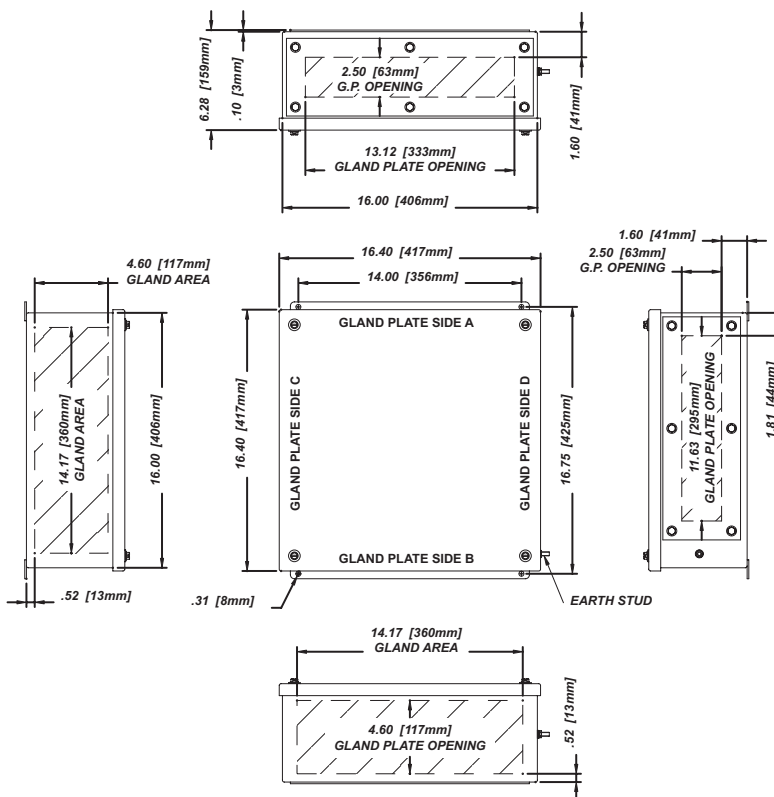 6.28 [159mm]
.10 [3mm]
2.50 [63mm]
G.P. OPENING
1.60 [41mm]
13.12 [333mm]
GLAND PLATE OPENING
16.00 [406mm]
4.60 [117mm]
GLAND AREA
14.17 [360mm]
GLAND AREA
16.00 [406mm]
.52 [13mm]
16.40 [417mm]
14.00 [356mm]
16.40 [417mm]
GLAND PLATE SIDE A
GLAND PLATE SIDE C
GLAND PLATE SIDE D
GLAND PLATE SIDE B
16.75 [425mm]
.31 [8mm]
EARTH STUD
1.60 [41mm]
2.50 [63mm]
G.P. OPENING
11.63 [295mm]
GLAND PLATE OPENING
1.81 [44mm]
14.17 [360mm]
GLAND AREA
4.60 [117mm]
GLAND PLATE OPENING
.52 [13mm]